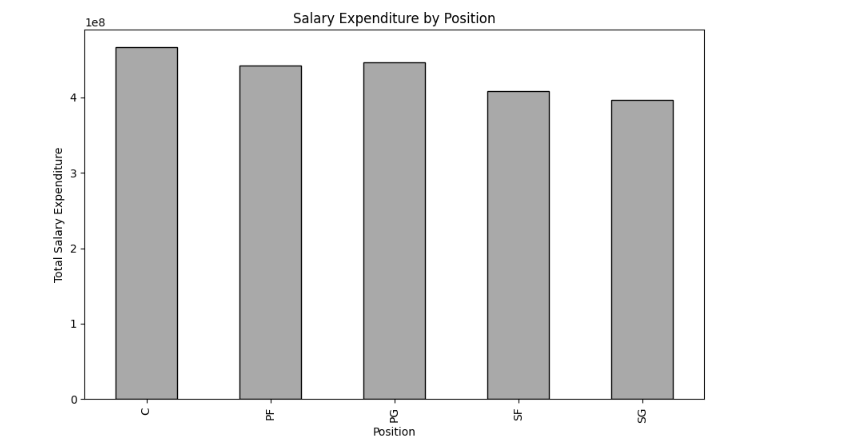 Salary Expenditure by Position
1e8
4
3
2
1
0
Total Salary Expenditure
C
PF
PG
SF
SG
Position